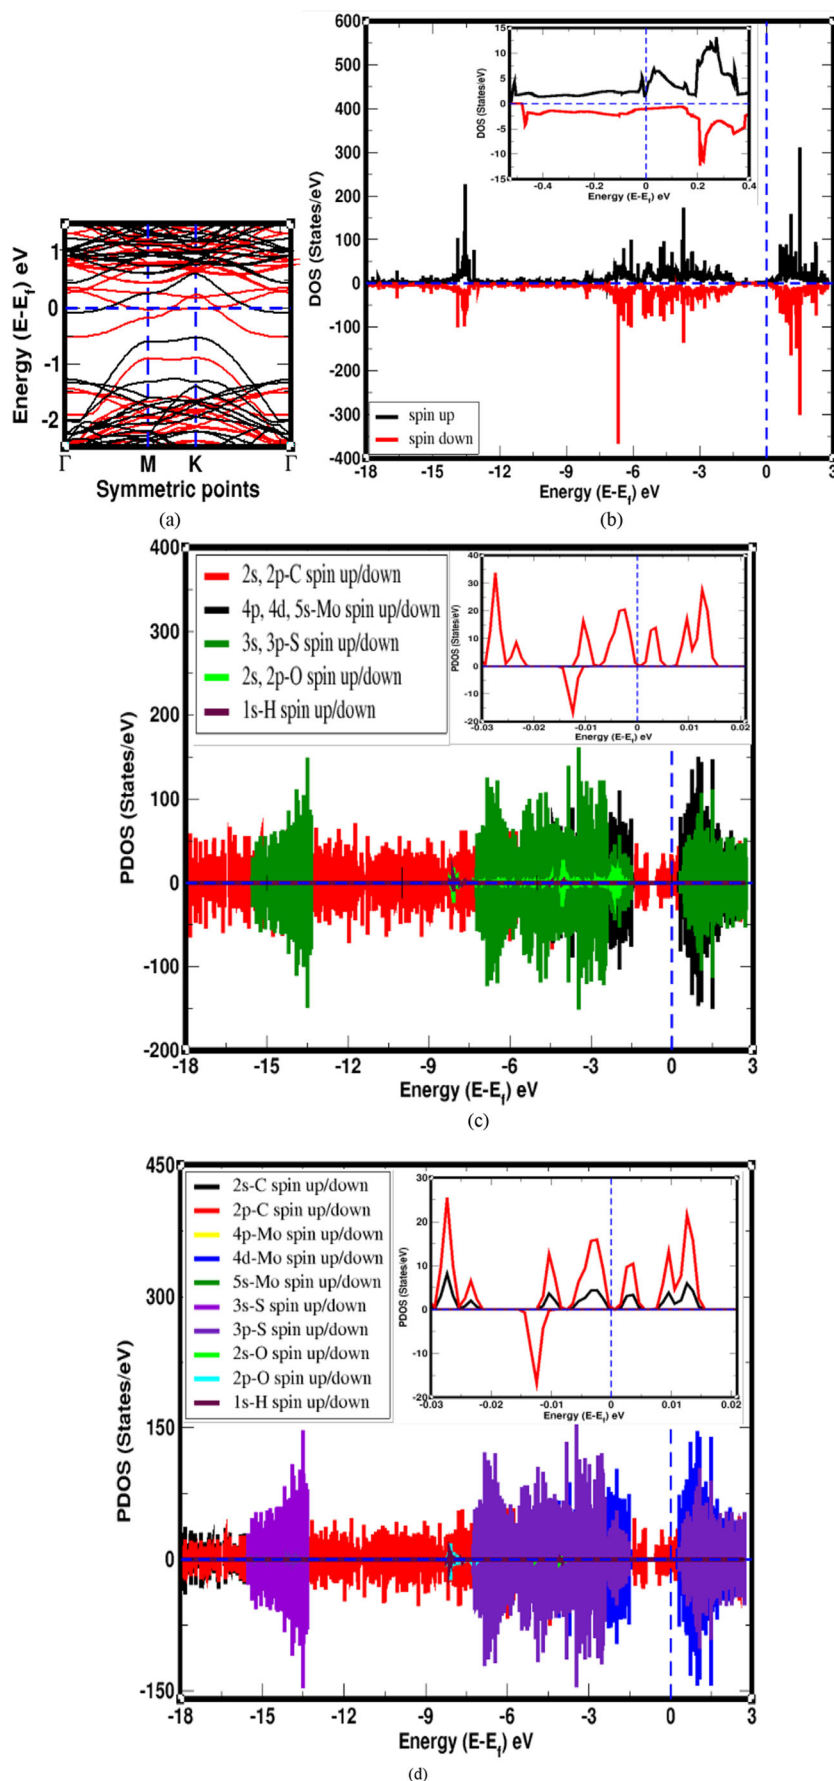 1
0
-1
-2
Energy (E-E_f) eV
Γ M K Γ
Symmetric points
(a)
600
500
400
300
200
100
0
-100
-200
-300
-400
DOS (States/eV)
15
10
5
0
-5
-10
-15
DOS (States/eV)
-0.4 -0.2 0 0.2 0.4
Energy (E-E_f) eV
spin up
spin down
-18 -15 -12 -9 -6 -3 0 3
Energy (E-E_f) eV
(b)
400
300
200
100
0
-100
-200
PDOS (States/eV)
2s, 2p-C spin up/down
4p, 4d, 5s-Mo spin up/down
3s, 3p-S spin up/down
2s, 2p-O spin up/down
1s-H spin up/down
40
30
20
10
0
-10
-20
PDOS (States/eV)
-0.03 -0.02 -0.01 0 0.01 0.02
Energy (E-E_f) eV
-18 -15 -12 -9 -6 -3 0 3
Energy (E-E_f) eV
(c)
450
300
150
0
-150
PDOS (States/eV)
2s-C spin up/down
2p-C spin up/down
4p-Mo spin up/down
4d-Mo spin up/down
5s-Mo spin up/down
3s-S spin up/down
3p-S spin up/down
2s-O spin up/down
2p-O spin up/down
1s-H spin up/down
30
20
10
0
-10
-20
PDOS (States/eV)
-0.03 -0.02 -0.01 0 0.01 0.02
Energy (E-E_f) eV
-18 -15 -12 -9 -6 -3 0 3
Energy (E-E_f) eV
(d)